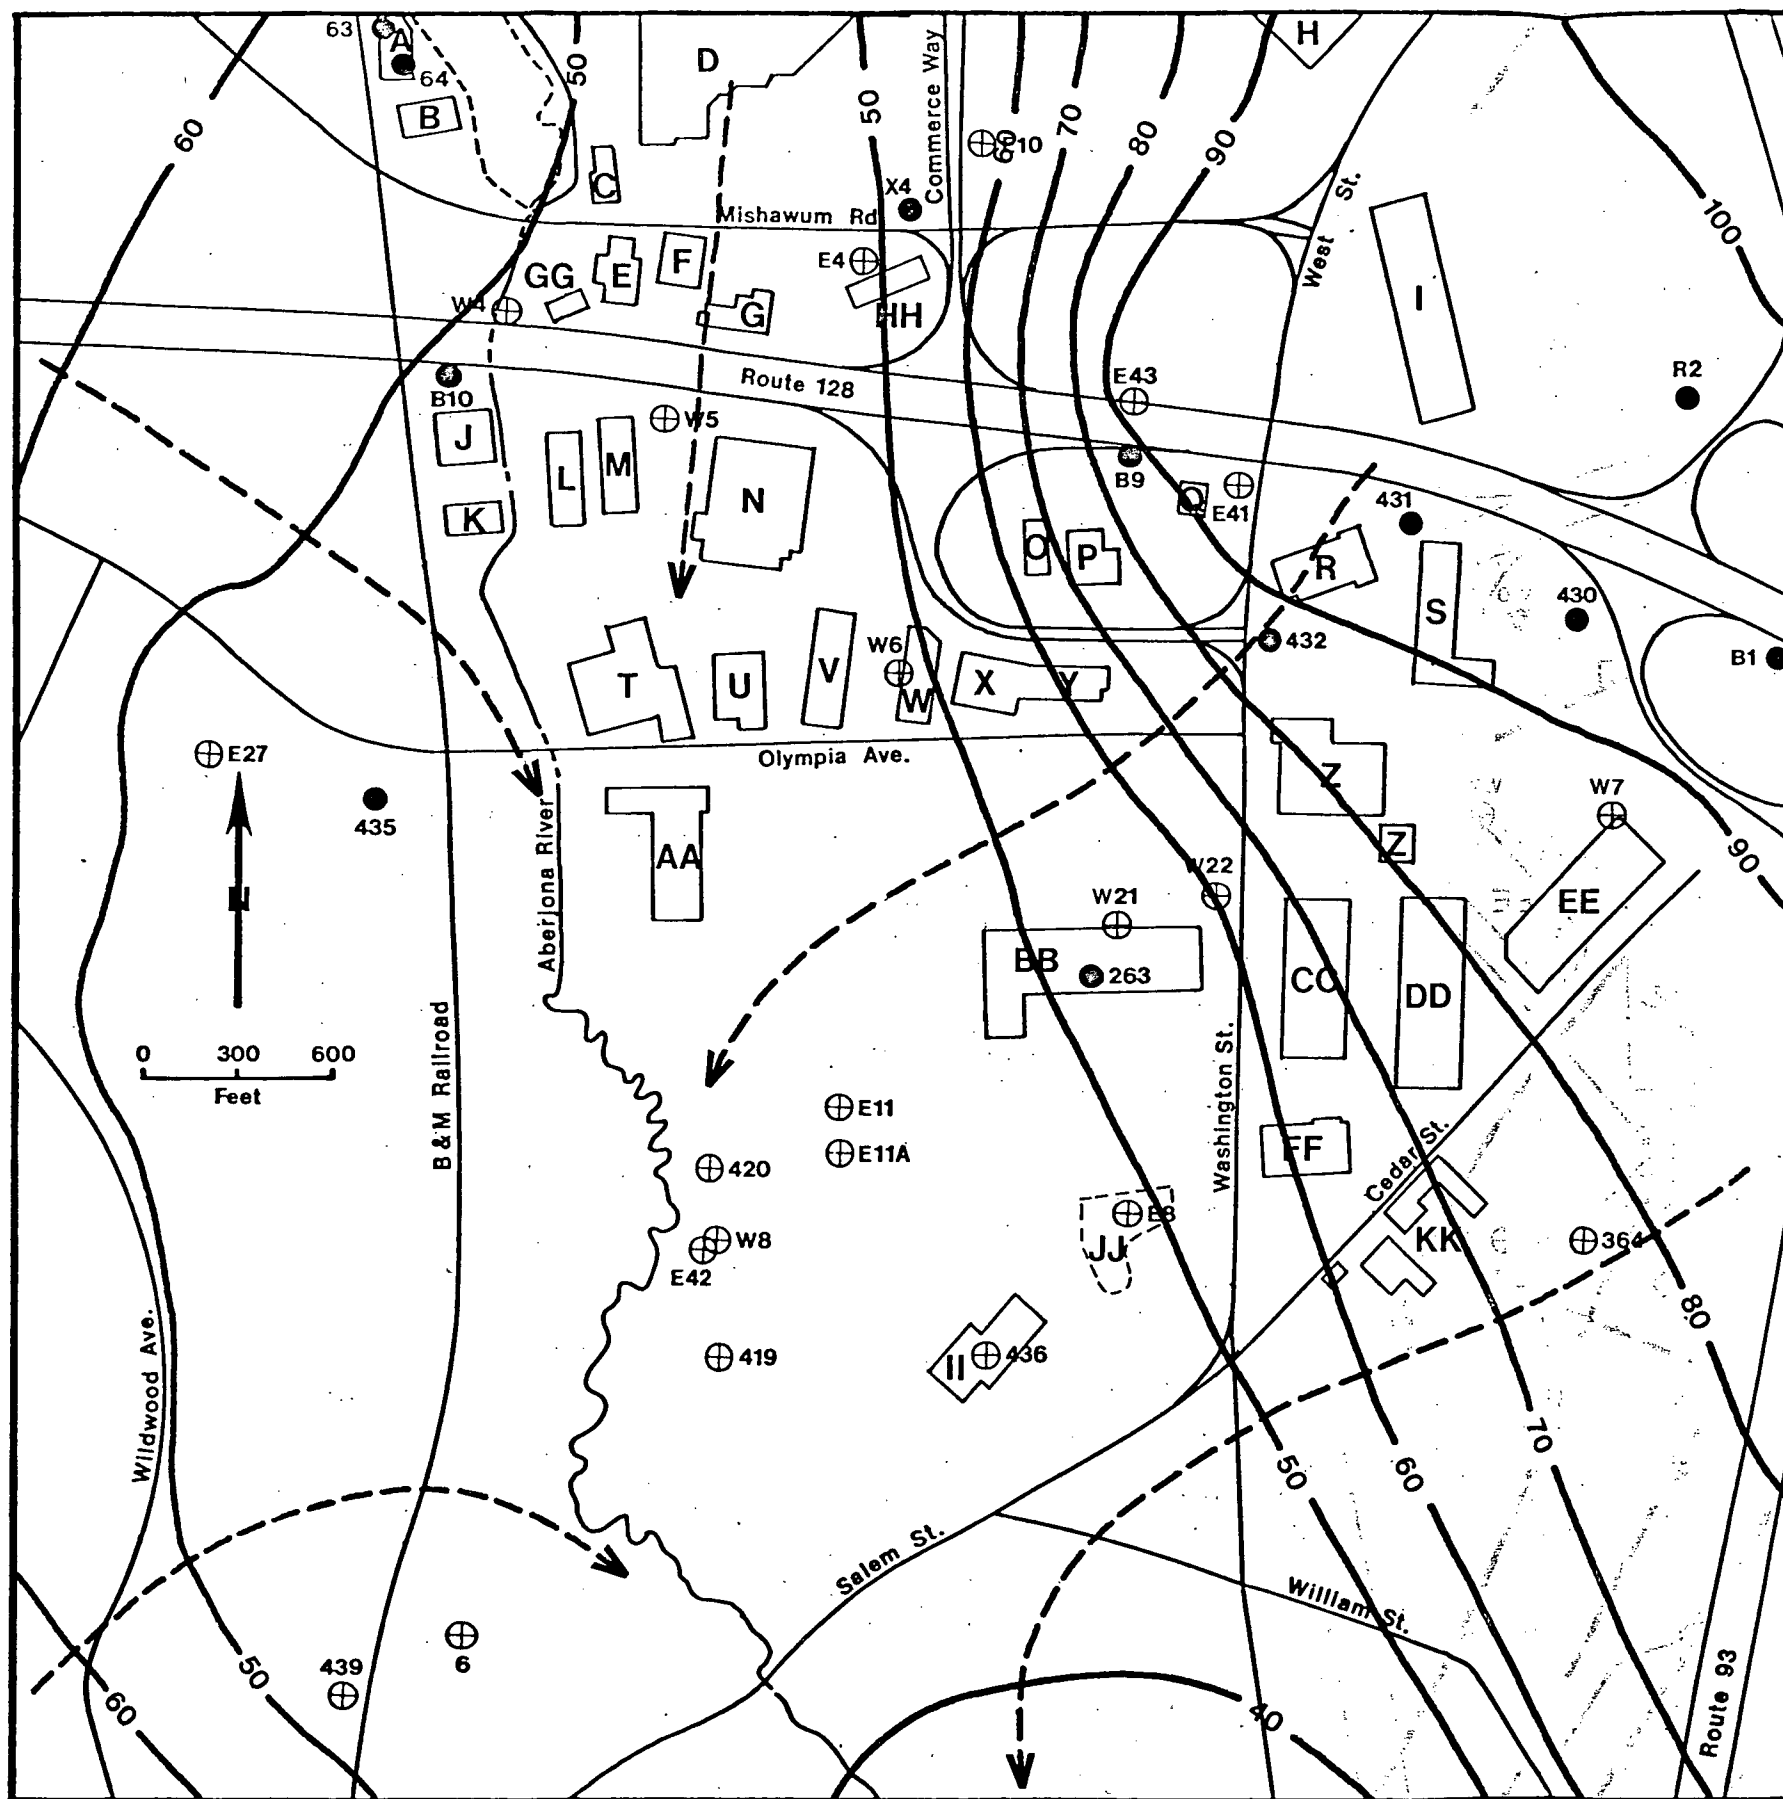 63
A
64
B
50
D
50
Commerce Way
60
E10
70
80
90
H
60
C
X4
Mishawum Rd
West St.
I
100
GG
E
F
E4
W4
G
HH
Route 128
E43
R2
B10
J
W5
L
M
N
K
B9
Q
E41
431
O
P
R
S
430
432
B1
T
U
V
W6
W
X
Y
Olympia Ave.
E27
435
AA
Aberjona River
Z
Z
W7
90
W22
W21
BB
263
CC
DD
EE
0 300 600
Feet
B & M Railroad
Washington St.
E11
E11A
420
FF
Cedar St.
W8
E42
E8
JJ
KK
364
80
Wildwood Ave.
419
II
436
50
60
70
Salem St.
William St.
6
439
50
60
40
Route 93